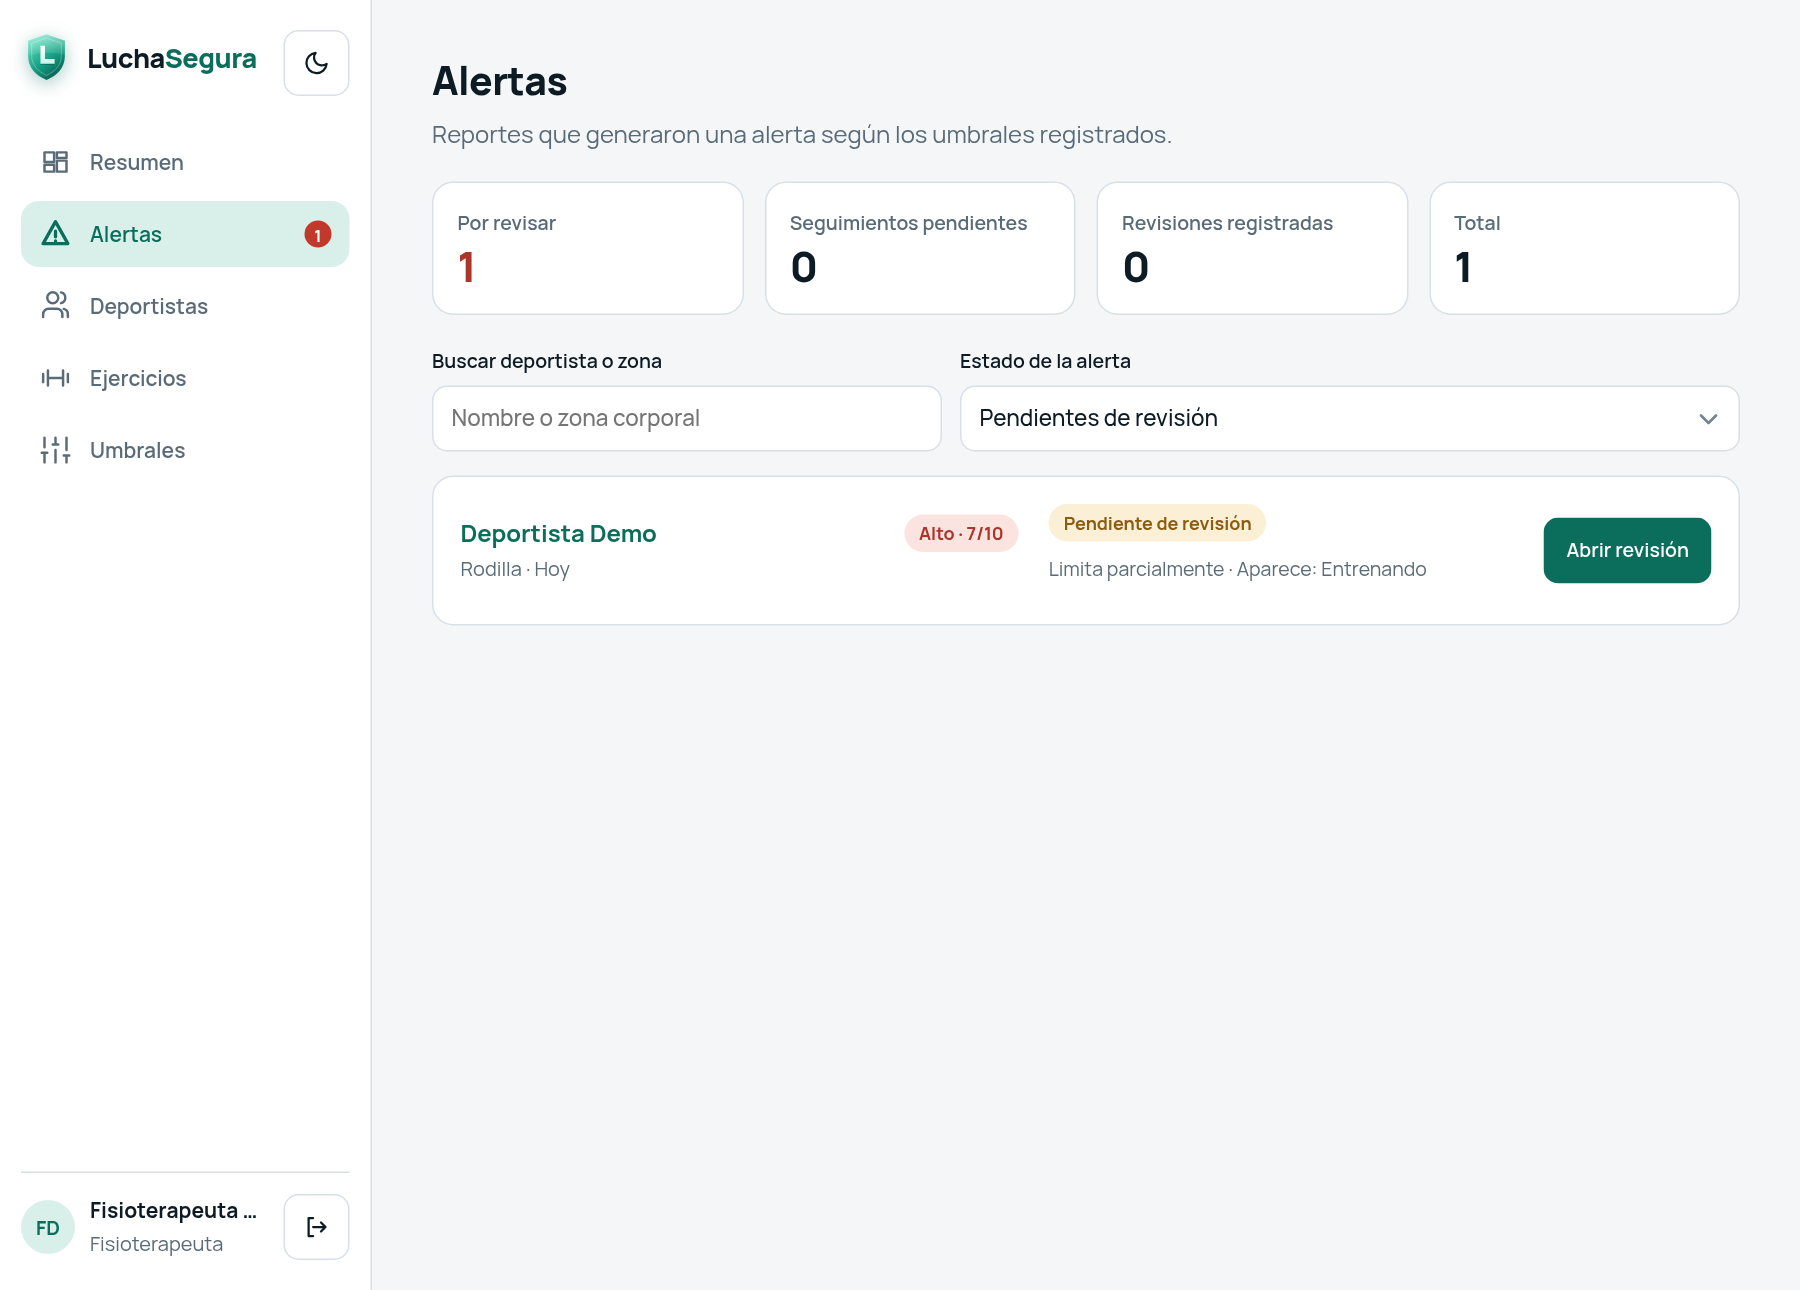 LuchaSegura
Resumen
Alertas 1
Deportistas
Ejercicios
Umbrales
FD
Fisioterapeuta ...
Fisioterapeuta
Alertas
Reportes que generaron una alerta según los umbrales registrados.
Por revisar
1
Seguimientos pendientes
0
Revisiones registradas
0
Total
1
Buscar deportista o zona
Nombre o zona corporal
Estado de la alerta
Pendientes de revisión
Deportista Demo
Rodilla · Hoy
Alto · 7/10
Pendiente de revisión
Limita parcialmente · Aparece: Entrenando
Abrir revisión